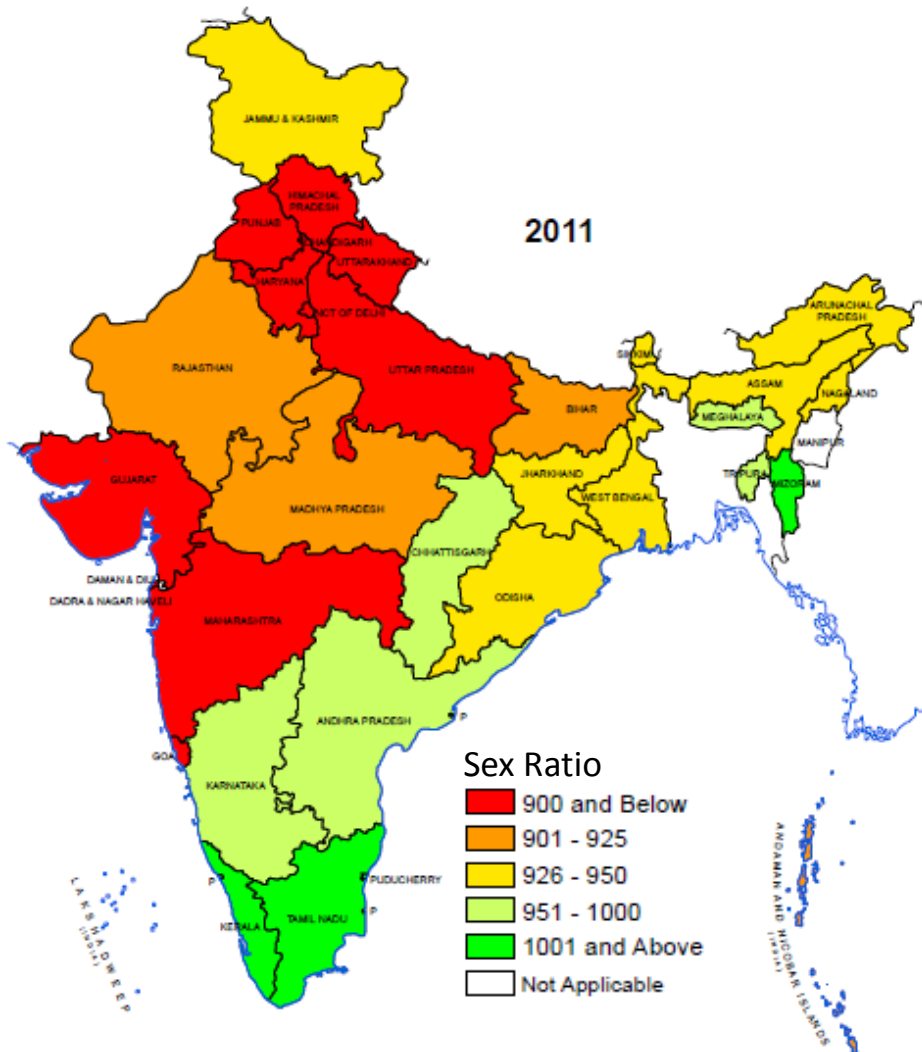 JAMMU & KASHMIR
HIMACHAL
PRADESH
PUNJAB
2011
CHANDIGARH
UTTARAKHAND
HARYANA
NCT OF DELHI
ARUNACHAL
PRADESH
SIKKIM
RAJASTHAN
UTTAR PRADESH
ASSAM
NAGALAND
BIHAR
MEGHALAYA
MANIPUR
GUJARAT
JHARKHAND
TRIPURA
MIZORAM
WEST BENGAL
MADHYA PRADESH
CHHATTISGARH
DAMAN & DIU
DADRA & NAGAR HAVELI
ODISHA
MAHARASHTRA
ANDHRA PRADESH
P
GOA
KARNATAKA
Sex Ratio
900 and Below
901 - 925
926 - 950
951 - 1000
1001 and Above
Not Applicable
P
PUDUCHERRY
P
KERALA
TAMIL NADU
LAKSHADWEEP
(INDIA)
ANDAMAN AND NICOBAR ISLANDS
(INDIA)